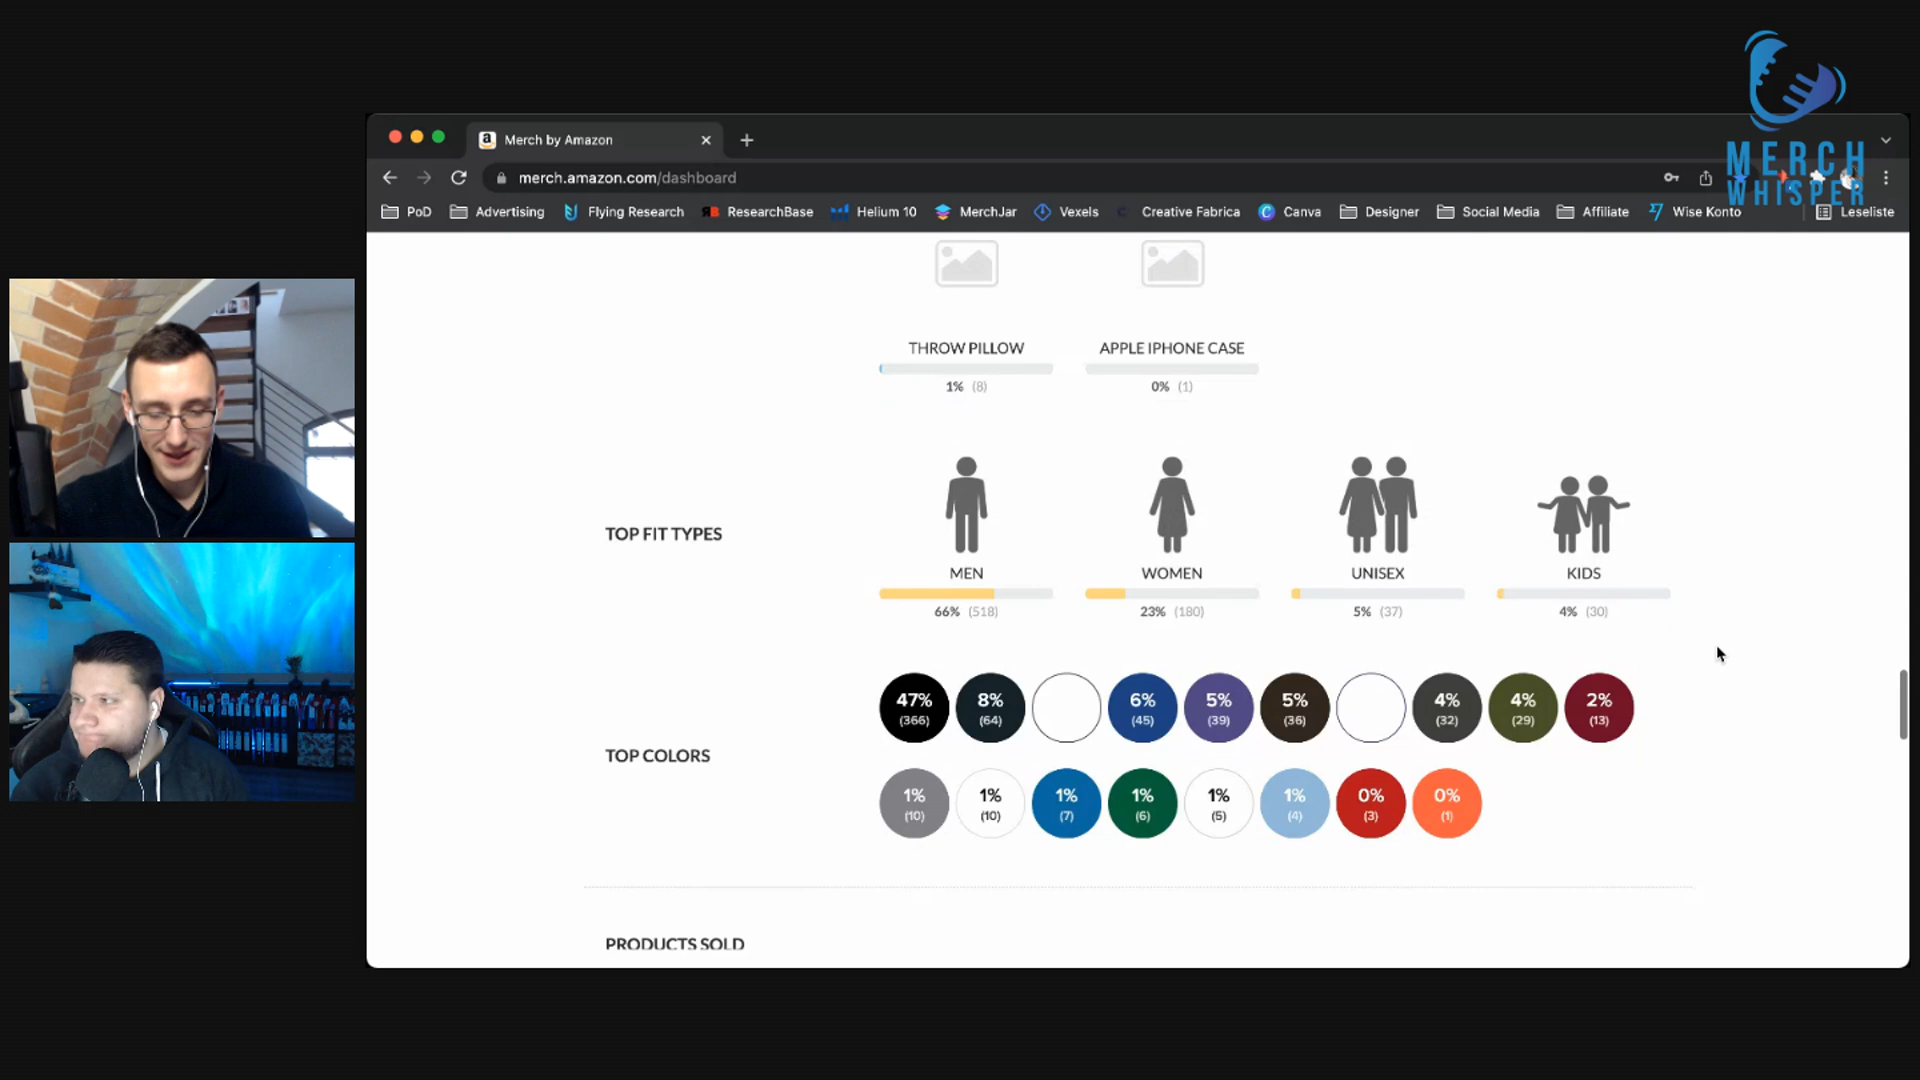 MERCH
WHISPER
Merch by Amazon
merch.amazon.com/dashboard
PoD Advertising Flying Research ResearchBase Helium 10 MerchJar Vexels Creative Fabrica Canva Designer Social Media Affiliate Wise Konto Leseliste
THROW PILLOW APPLE IPHONE CASE
1% (8) 0% (1)
TOP FIT TYPES
MEN WOMEN UNISEX KIDS
66% (518) 23% (180) 5% (37) 4% (30)
TOP COLORS
47% 8% 6% 5% 5% 4% 4% 2%
(366) (64) (45) (39) (36) (32) (29) (13)
1% 1% 1% 1% 1% 1% 0% 0%
(10) (10) (7) (6) (5) (4) (3) (1)
PRODUCTS SOLD